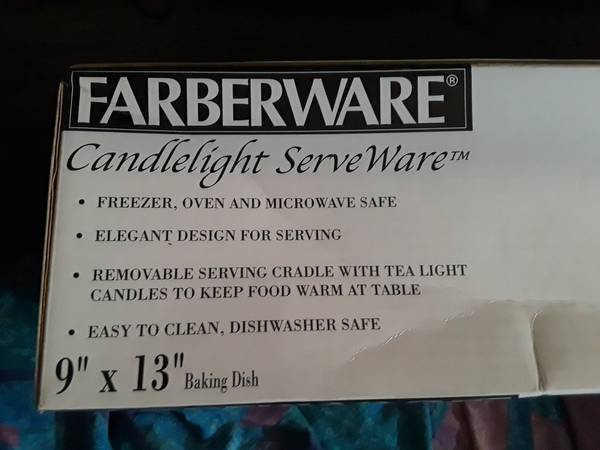 FARBERWARE®
Candlelight ServeWare™
• FREEZER, OVEN AND MICROWAVE SAFE
• ELEGANT DESIGN FOR SERVING
• REMOVABLE SERVING CRADLE WITH TEA LIGHT
CANDLES TO KEEP FOOD WARM AT TABLE
• EASY TO CLEAN, DISHWASHER SAFE
9" x 13" Baking Dish